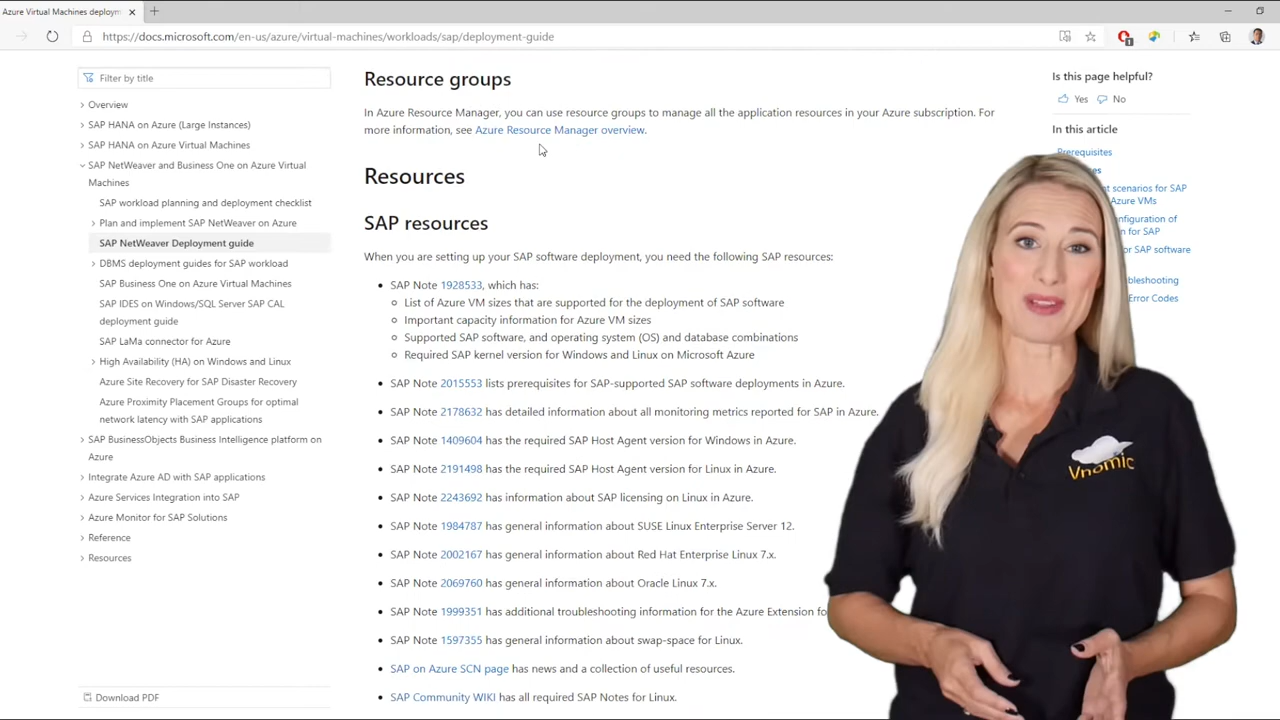 Azure Virtual Machines deploym
https://docs.microsoft.com/en-us/azure/virtual-machines/workloads/sap/deployment-guide
1
Filter by title
Overview
SAP HANA on Azure (Large Instances)
SAP HANA on Azure Virtual Machines
SAP NetWeaver and Business One on Azure Virtual
Machines
SAP workload planning and deployment checklist
Plan and implement SAP NetWeaver on Azure
SAP NetWeaver Deployment guide
DBMS deployment guides for SAP workload
SAP Business One on Azure Virtual Machines
SAP IDES on Windows/SQL Server SAP CAL
deployment guide
SAP LaMa connector for Azure
High Availability (HA) on Windows and Linux
Azure Site Recovery for SAP Disaster Recovery
Azure Proximity Placement Groups for optimal
network latency with SAP applications
SAP BusinessObjects Business Intelligence platform on
Azure
Integrate Azure AD with SAP applications
Azure Services Integration into SAP
Azure Monitor for SAP Solutions
Reference
Resources
Download PDF
Resource groups
In Azure Resource Manager, you can use resource groups to manage all the application resources in your Azure subscription. For
more information, see Azure Resource Manager overview.
Resources
SAP resources
When you are setting up your SAP software deployment, you need the following SAP resources:
SAP Note 1928533, which has:
List of Azure VM sizes that are supported for the deployment of SAP software
Important capacity information for Azure VM sizes
Supported SAP software, and operating system (OS) and database combinations
Required SAP kernel version for Windows and Linux on Microsoft Azure
SAP Note 2015553 lists prerequisites for SAP-supported SAP software deployments in Azure.
SAP Note 2178632 has detailed information about all monitoring metrics reported for SAP in Azure.
SAP Note 1409604 has the required SAP Host Agent version for Windows in Azure.
SAP Note 2191498 has the required SAP Host Agent version for Linux in Azure.
SAP Note 2243692 has information about SAP licensing on Linux in Azure.
SAP Note 1984787 has general information about SUSE Linux Enterprise Server 12.
SAP Note 2002167 has general information about Red Hat Enterprise Linux 7.x.
SAP Note 2069760 has general information about Oracle Linux 7.x.
SAP Note 1999351 has additional troubleshooting information for the Azure Extension fo
SAP Note 1597355 has general information about swap-space for Linux.
SAP on Azure SCN page has news and a collection of useful resources.
SAP Community WIKI has all required SAP Notes for Linux.
Is this page helpful?
Yes No
In this article
Prerequisites
es
nt scenarios for SAP
Azure VMs
nfiguration of
n for SAP
or SAP software
bleshooting
Error Codes
Vnomic